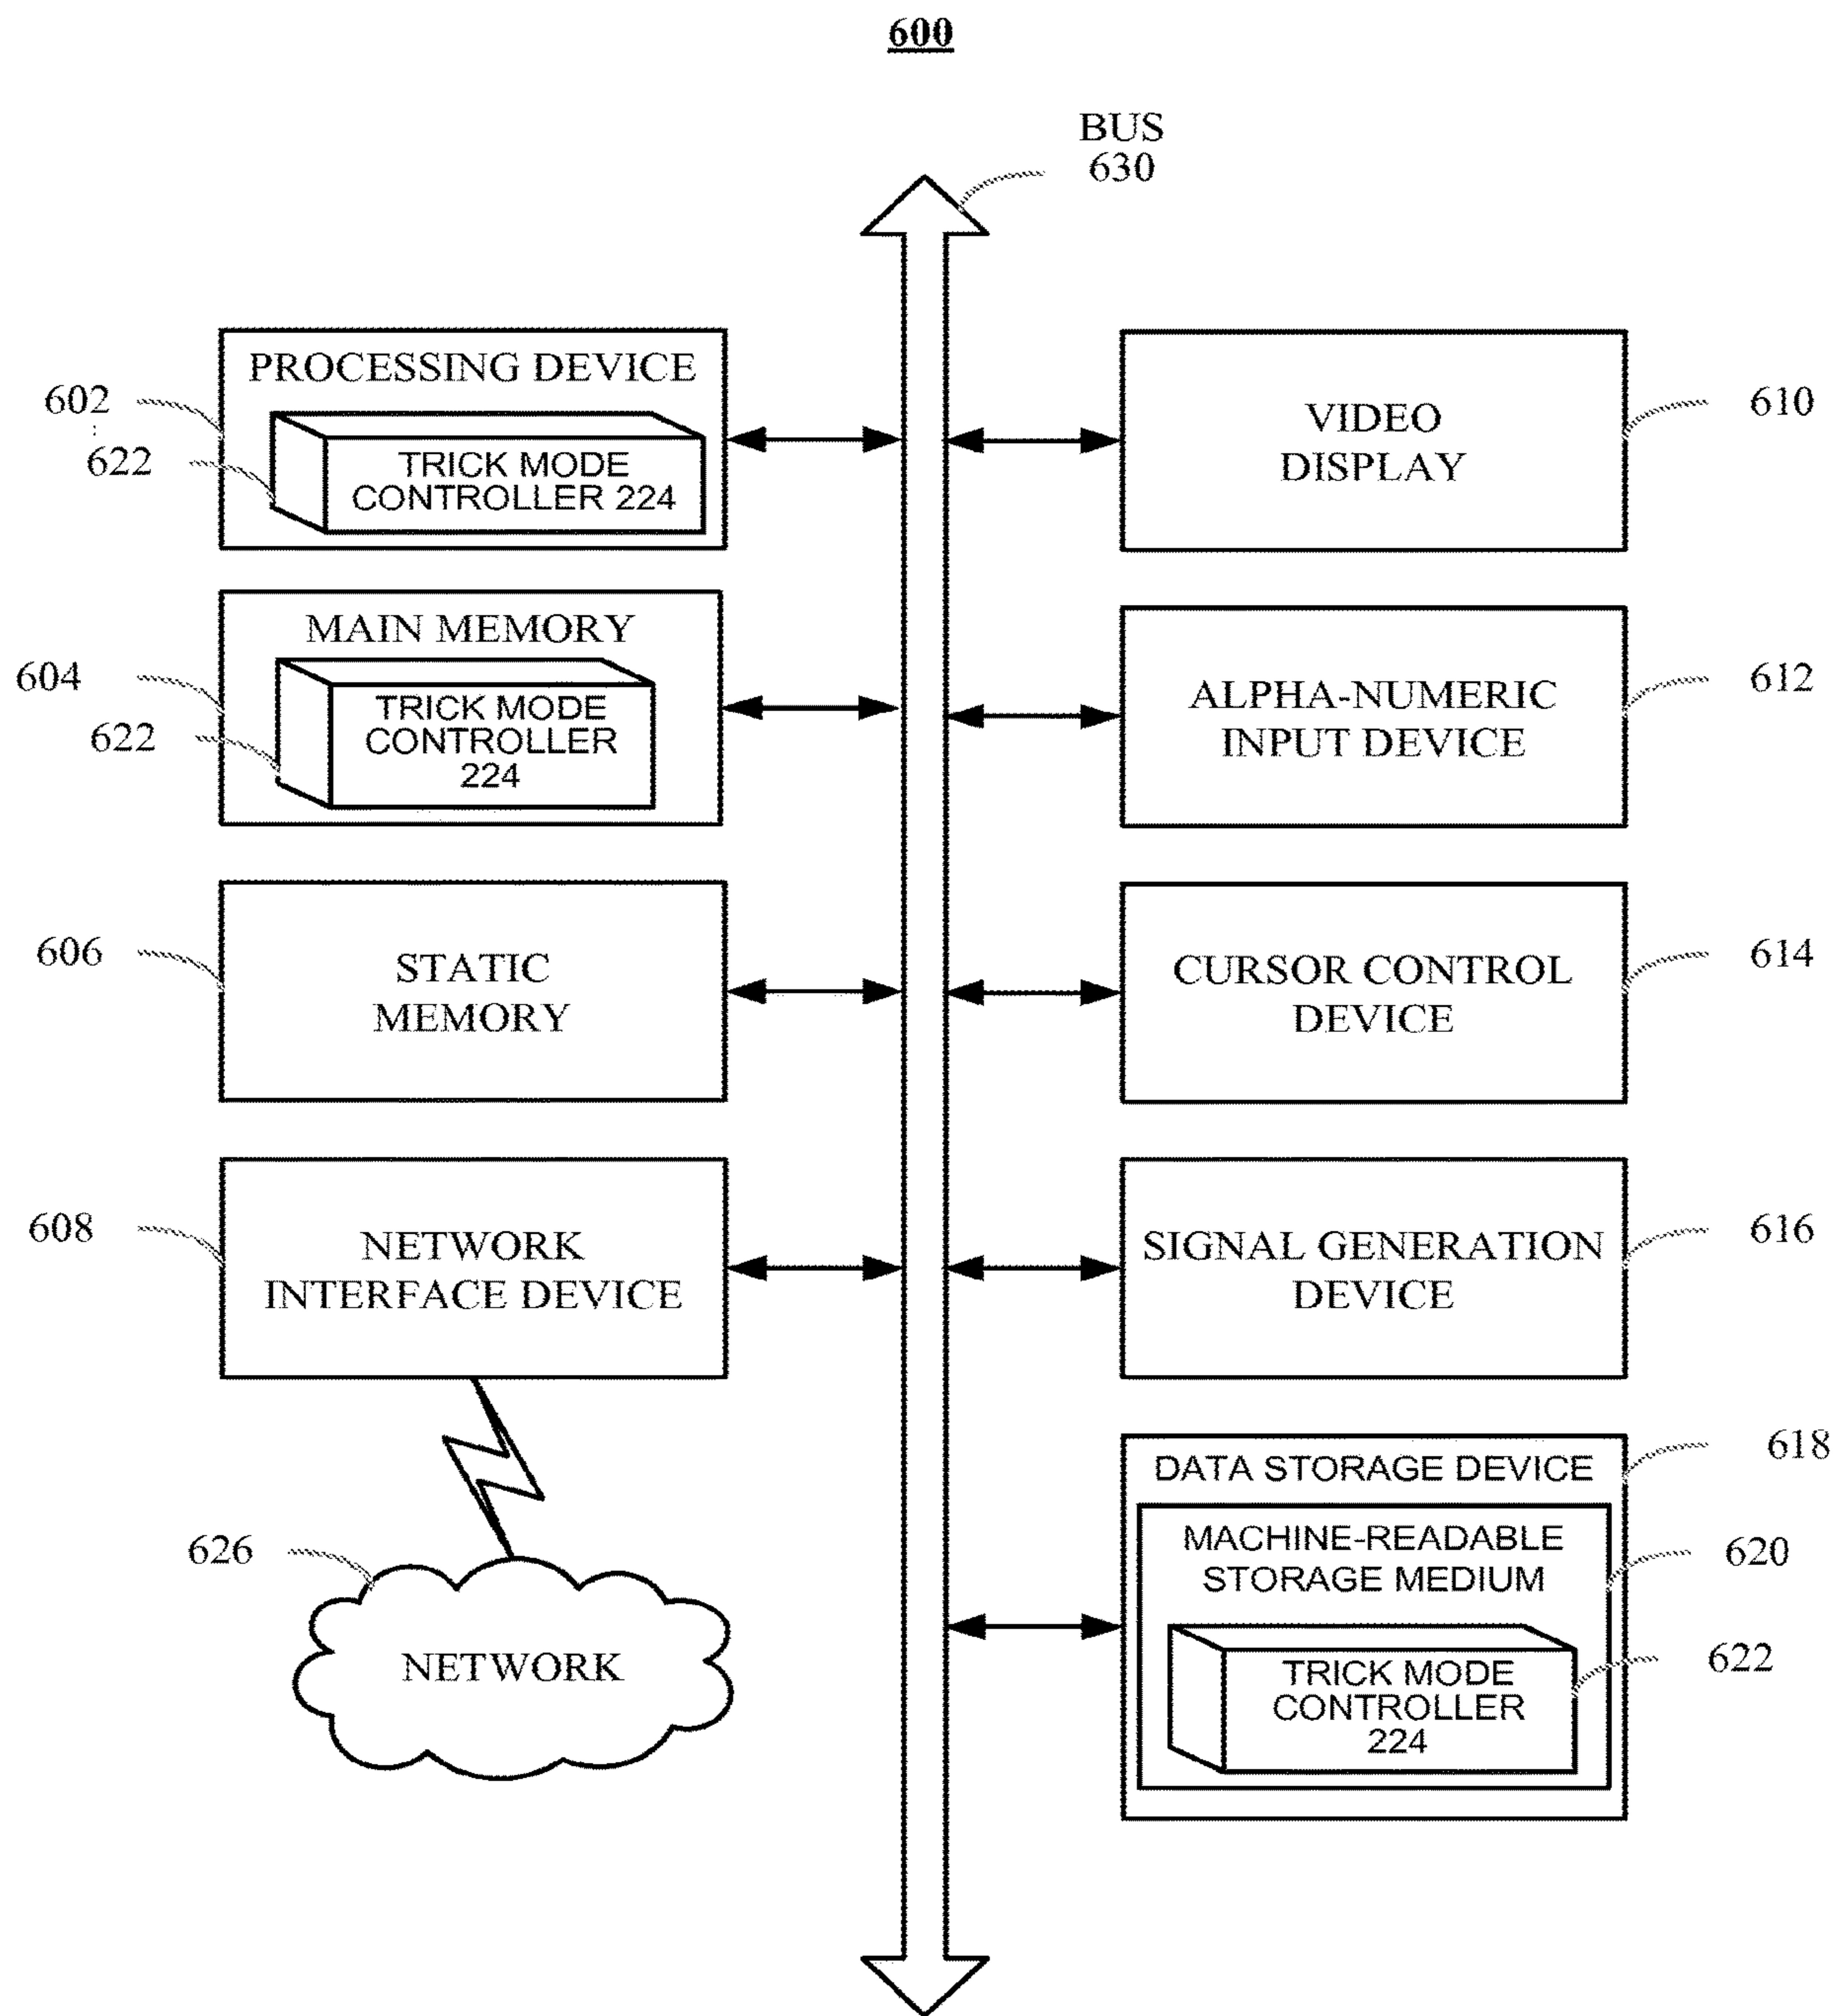 600
BUS
630
PROCESSING DEVICE
602
622
TRICK MODE
CONTROLLER 224
VIDEO
DISPLAY
610
MAIN MEMORY
604
622
TRICK MODE
CONTROLLER
224
ALPHA-NUMERIC
INPUT DEVICE
612
606
STATIC
MEMORY
CURSOR CONTROL
DEVICE
614
608
NETWORK
INTERFACE DEVICE
SIGNAL GENERATION
DEVICE
616
626
NETWORK
DATA STORAGE DEVICE
618
MACHINE-READABLE
STORAGE MEDIUM
620
TRICK MODE
CONTROLLER
224
622